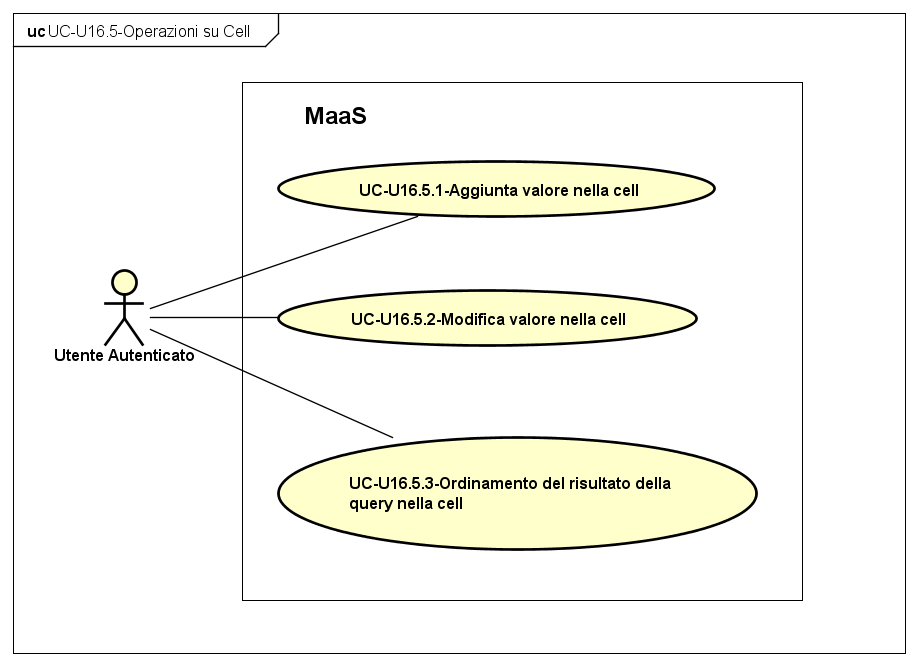 uc UC-U16.5-Operazioni su Cell
MaaS
UC-U16.5.1-Aggiunta valore nella cell
UC-U16.5.2-Modifica valore nella cell
Utente Autenticato
UC-U16.5.3-Ordinamento del risultato della
query nella cell